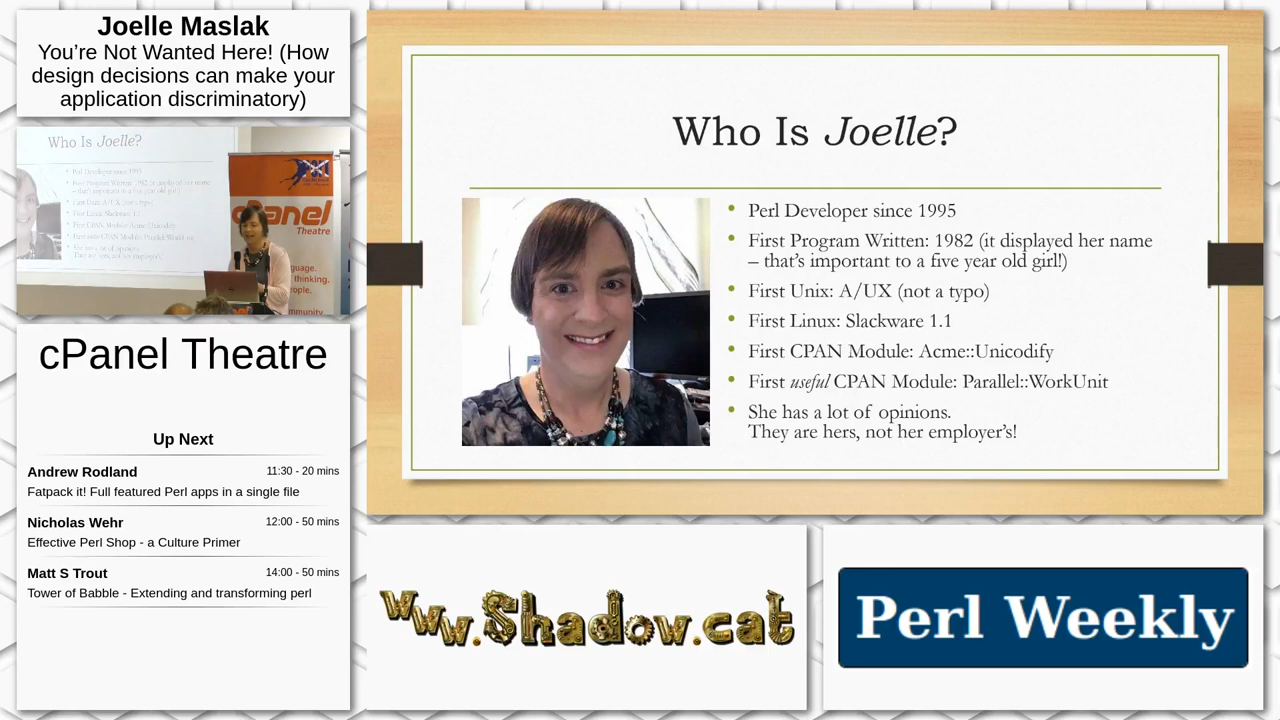 Joelle Maslak
You’re Not Wanted Here! (How
design decisions can make your
application discriminatory)
Who Is Joelle?
Perl Developer since 1995
cPanel
Theatre
cPanel Theatre
Up Next
Andrew Rodland 11:30 - 20 mins
Fatpack it! Full featured Perl apps in a single file
Nicholas Wehr 12:00 - 50 mins
Effective Perl Shop - a Culture Primer
Matt S Trout 14:00 - 50 mins
Tower of Babble - Extending and transforming perl
Who Is Joelle?
• Perl Developer since 1995
• First Program Written: 1982 (it displayed her name
– that’s important to a five year old girl!)
• First Unix: A/UX (not a typo)
• First Linux: Slackware 1.1
• First CPAN Module: Acme::Unicodify
• First useful CPAN Module: Parallel::WorkUnit
• She has a lot of opinions.
They are hers, not her employer’s!
www.Shadow.cat
Perl Weekly